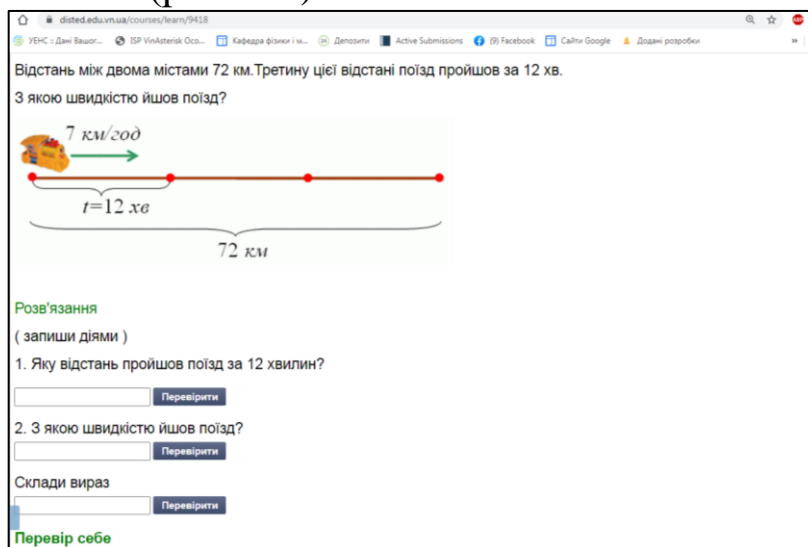 disted.edu.vn.ua/courses/learn/9418
УЕНС :: Дані Вашог... ISP VinAsterisk Oco... Кафедра фізики і м... Депозити Active Submissions (9) Facebook Сайти Google Додані розробки »
Відстань між двома містами 72 км.Третину цієї відстані поїзд пройшов за 12 хв.
З якою швидкістю йшов поїзд?
7 км/год
t=12 хв
72 км
Розв'язання
( запиши діями )
1. Яку відстань пройшов поїзд за 12 хвилин?
Перевірити
2. З якою швидкістю йшов поїзд?
Перевірити
Склади вираз
Перевірити
Перевір себе